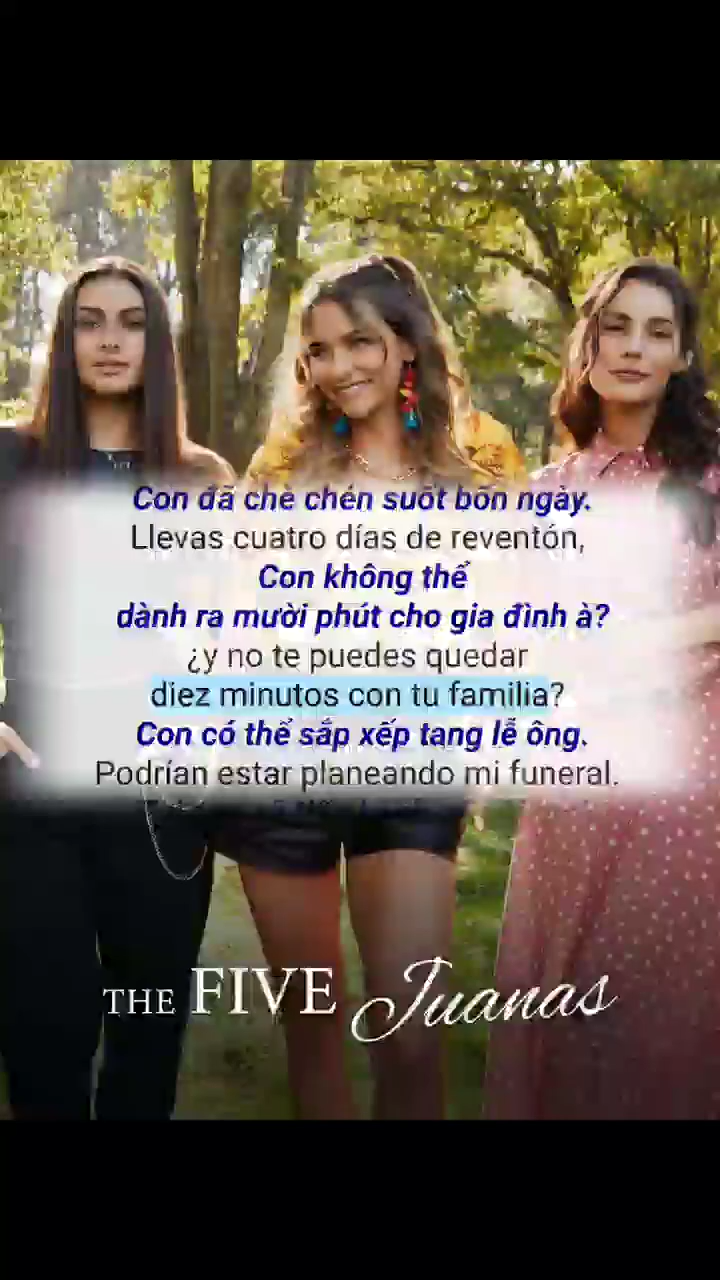 Con đã chè chén suốt bốn ngày.
Llevas cuatro días de reventón,
Con không thể
dành ra mười phút cho gia đình à?
¿y no te puedes quedar
diez minutos con tu familia?
Con có thể sắp xếp tang lễ ông.
Podrían estar planeando mi funeral.
THE FIVE Juanas